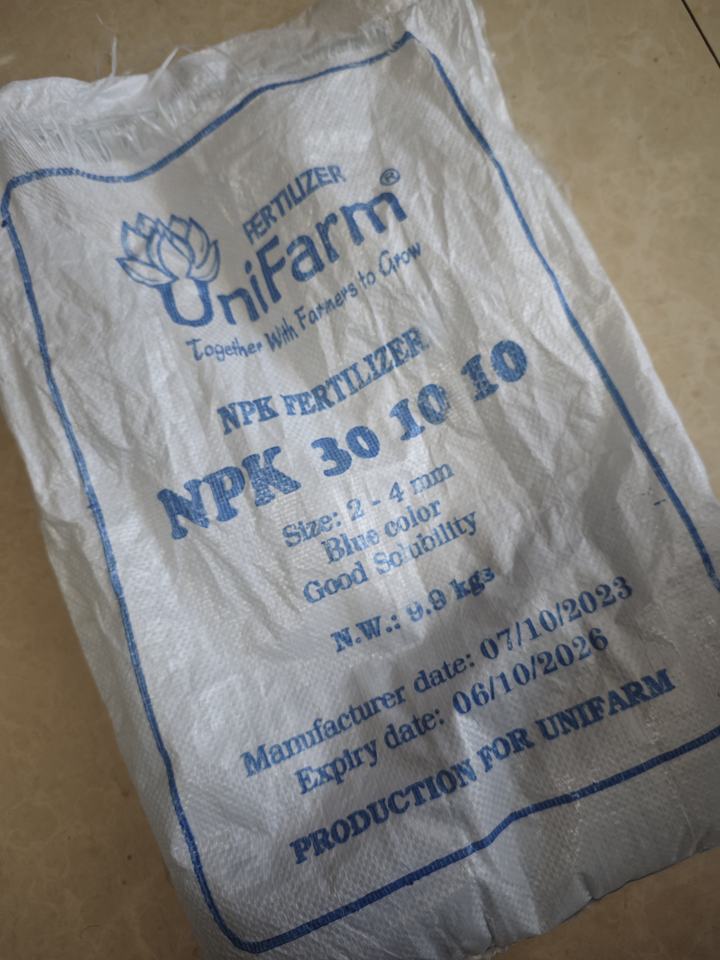 FERTILIZER
UniFarm®
Together With Farmers to Grow
NPK FERTILIZER
NPK 30 10 10
Size: 2 - 4 mm
Blue color
Good Solubility
N.W.: 9.9 kgs
Manufacturer date: 07/10/2023
Expiry date: 06/10/2026
PRODUCTION FOR UNIFARM